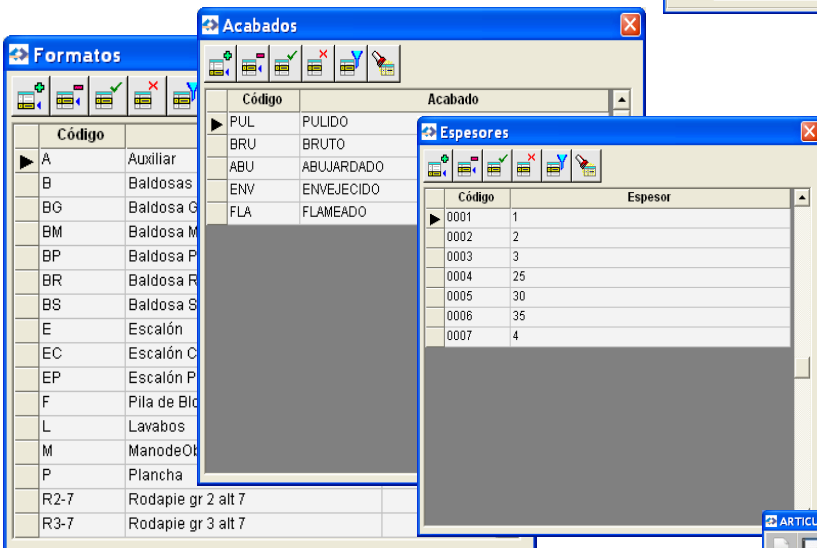 Formatos
Código
A Auxiliar
B Baldosas
BG Baldosa G
BM Baldosa M
BP Baldosa P
BR Baldosa R
BS Baldosa S
E Escalón
EC Escalón C
EP Escalón P
F Pila de Blo
L Lavabos
M ManodeOb
P Plancha
R2-7 Rodapie gr 2 alt 7
R3-7 Rodapie gr 3 alt 7
Acabados
Código Acabado
PUL PULIDO
BRU BRUTO
ABU ABUJARDADO
ENV ENVEJECIDO
FLA FLAMEADO
Espesores
Código Espesor
0001 1
0002 2
0003 3
0004 25
0005 30
0006 35
0007 4
ARTICU